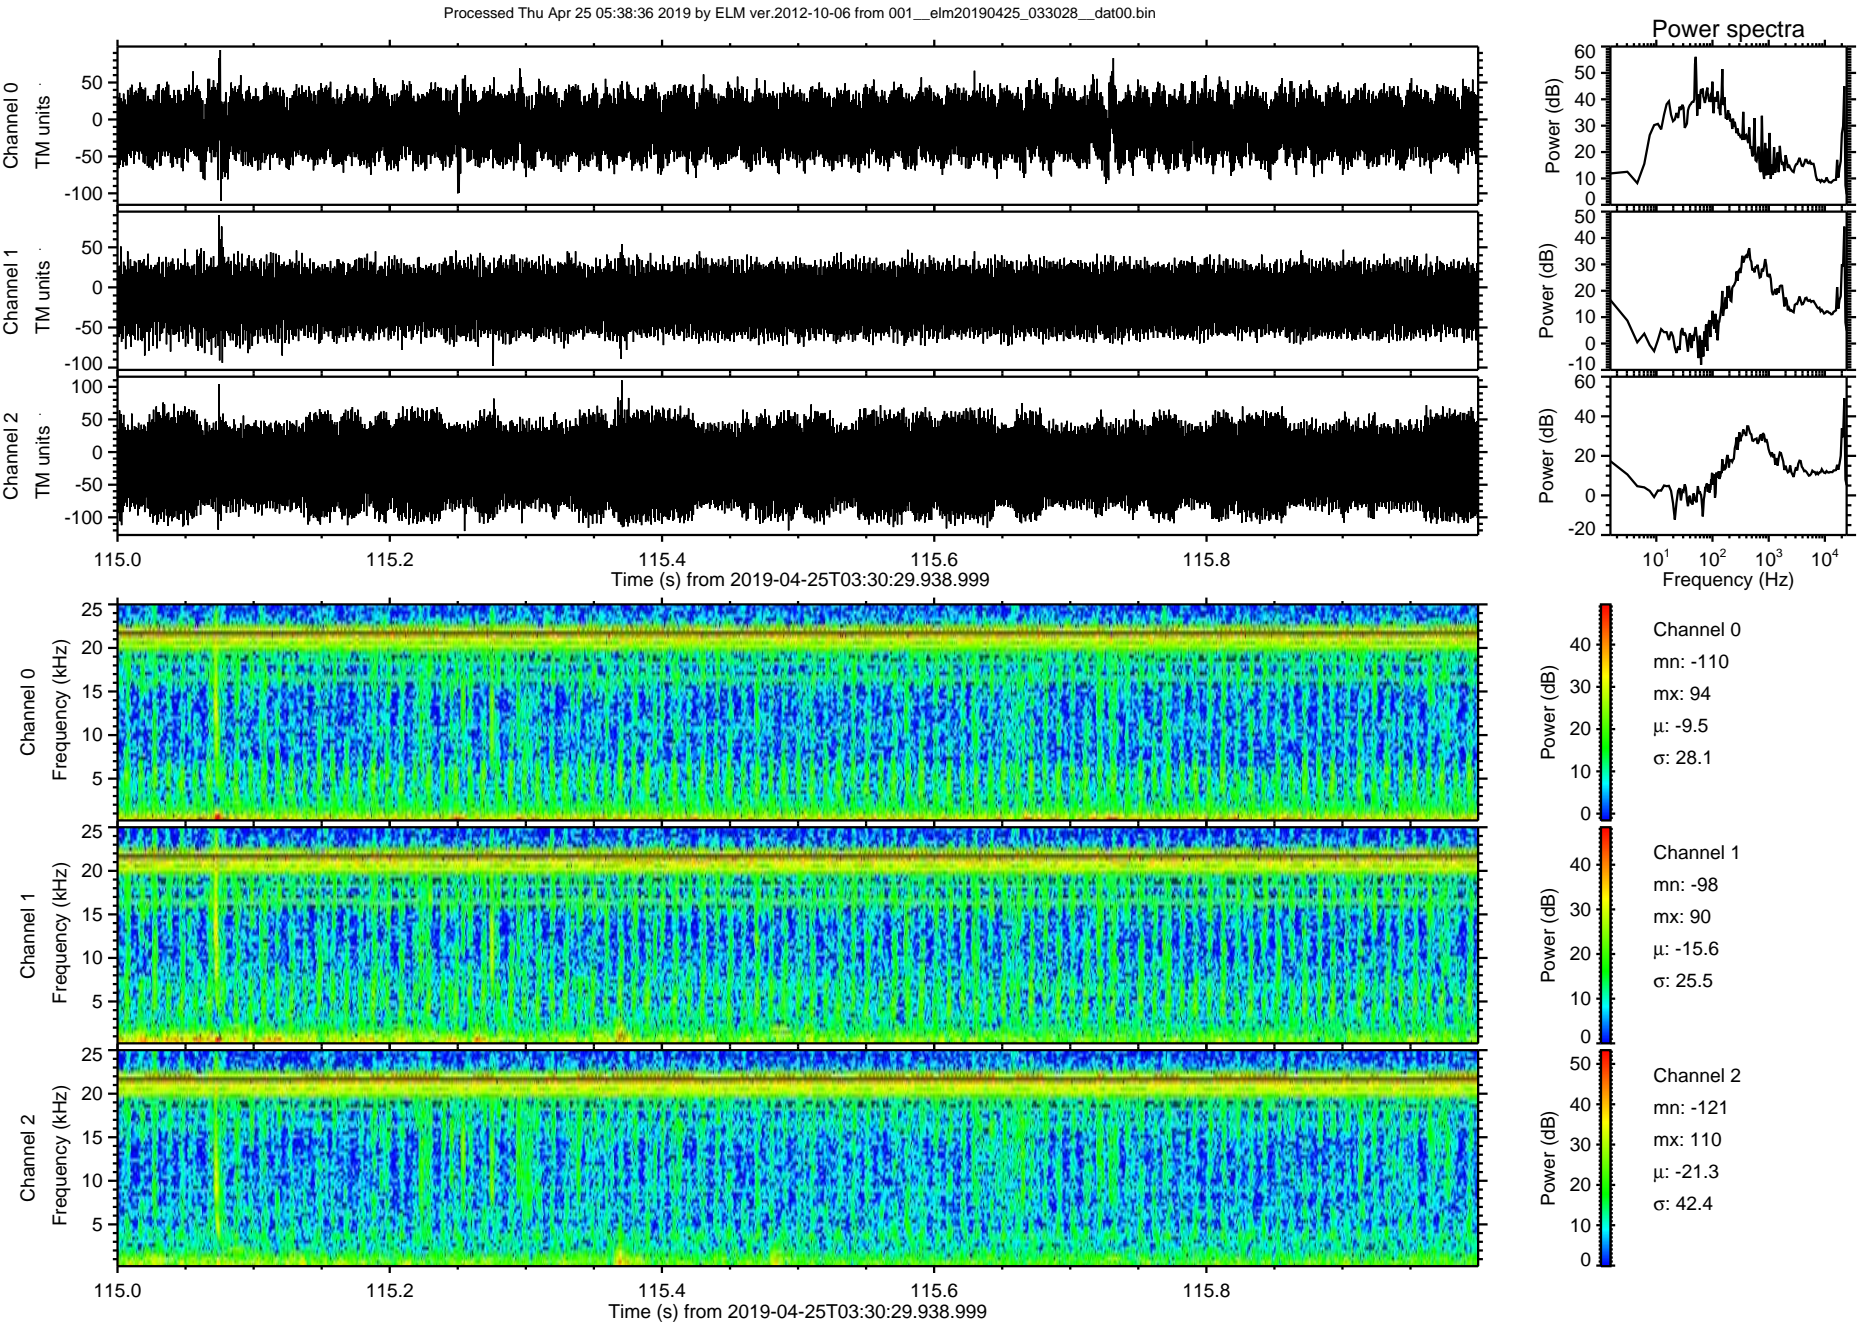 Processed Thu Apr 25 05:38:36 2019 by ELM ver.2012-10-06 from 001__elm20190425_033028__dat00.bin
Power spectra
Channel 0
TM units
50
0
-50
-100
Power (dB)
60
50
40
30
20
10
0
Channel 1
TM units
50
0
-50
-100
Power (dB)
50
40
30
20
10
0
-10
Channel 2
TM units
100
50
0
-50
-100
Power (dB)
60
40
20
0
-20
115.0 115.2 115.4 115.6 115.8
Time (s) from 2019-04-25T03:30:29.938.999
10^1 10^2 10^3 10^4
Frequency (Hz)
Channel 0
Frequency (kHz)
25
20
15
10
5
Power (dB)
40
30
20
10
0
Channel 0
mn: -110
mx: 94
μ: -9.5
σ: 28.1
Channel 1
Frequency (kHz)
25
20
15
10
5
Power (dB)
40
30
20
10
0
Channel 1
mn: -98
mx: 90
μ: -15.6
σ: 25.5
Channel 2
Frequency (kHz)
25
20
15
10
5
Power (dB)
50
40
30
20
10
0
Channel 2
mn: -121
mx: 110
μ: -21.3
σ: 42.4
115.0 115.2 115.4 115.6 115.8
Time (s) from 2019-04-25T03:30:29.938.999